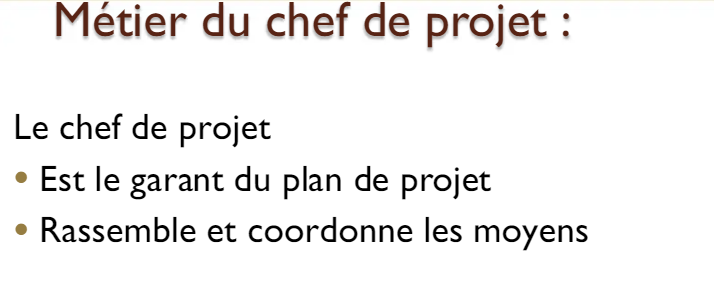 Métier du chef de projet :
Le chef de projet
• Est le garant du plan de projet
• Rassemble et coordonne les moyens